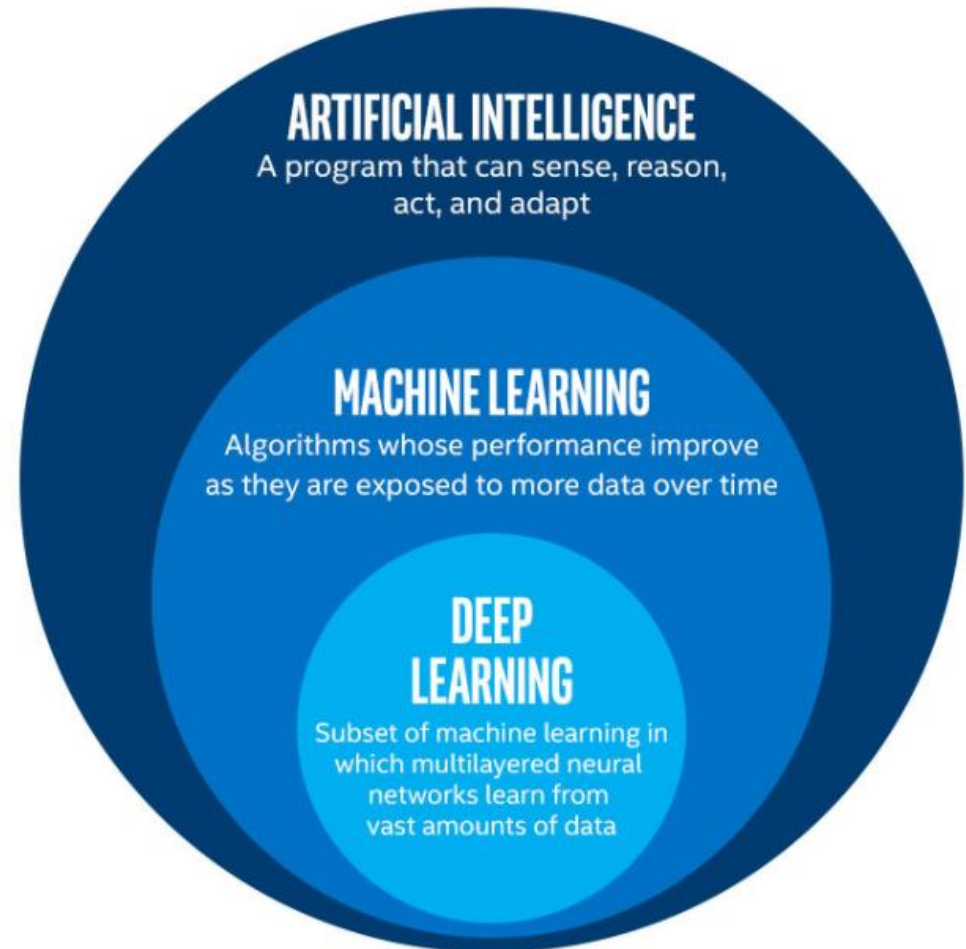 ARTIFICIAL INTELLIGENCE
A program that can sense, reason,
act, and adapt
MACHINE LEARNING
Algorithms whose performance improve
as they are exposed to more data over time
DEEP
LEARNING
Subset of machine learning in
which multilayered neural
networks learn from
vast amounts of data